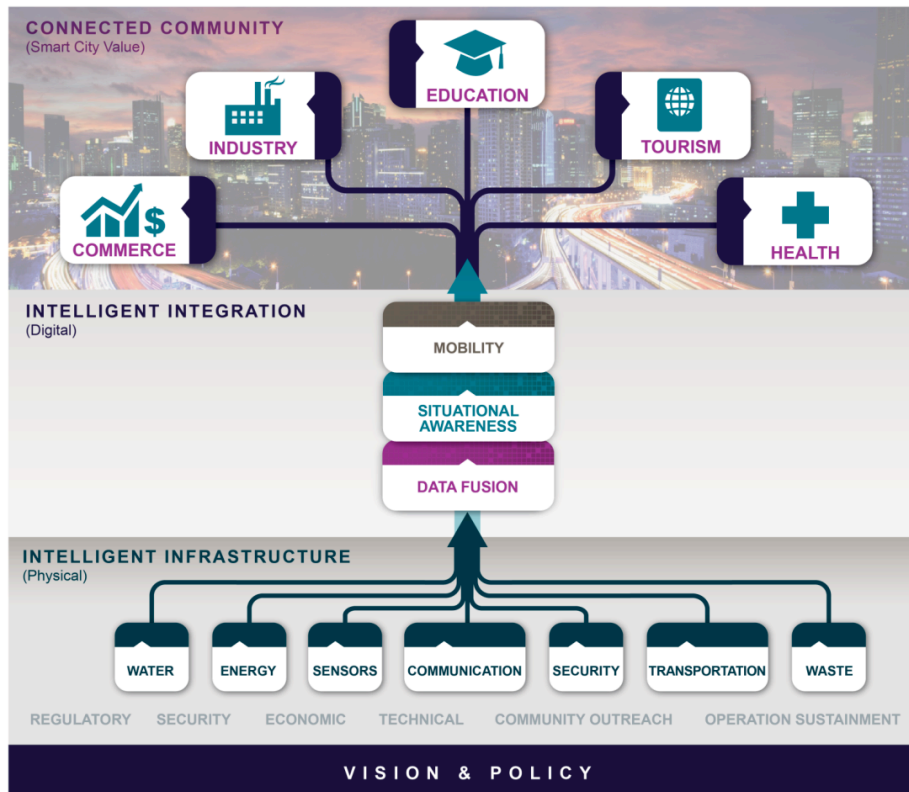 CONNECTED COMMUNITY
(Smart City Value)
EDUCATION
INDUSTRY
TOURISM
$
COMMERCE
HEALTH
INTELLIGENT INTEGRATION
(Digital)
MOBILITY
SITUATIONAL
AWARENESS
DATA FUSION
INTELLIGENT INFRASTRUCTURE
(Physical)
WATER
ENERGY
SENSORS
COMMUNICATION
SECURITY
TRANSPORTATION
WASTE
REGULATORY SECURITY ECONOMIC TECHNICAL COMMUNITY OUTREACH OPERATION SUSTAINMENT
VISION & POLICY